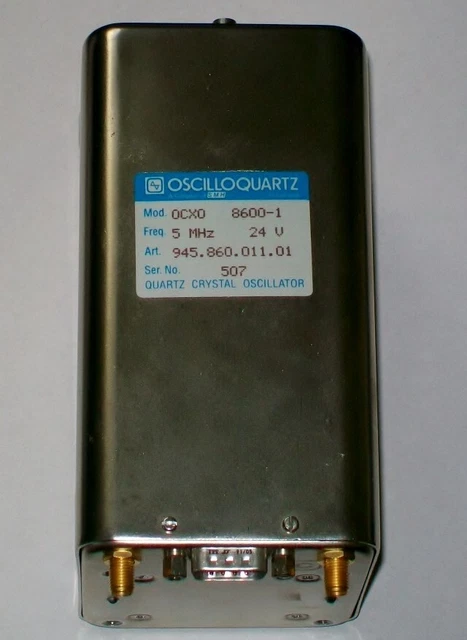 OSCILLOQUARTZ
SMH
Mod. OCXO 8600-1
Freq. 5 MHz 24 V
Art. 945.860.011.01
Ser. No. 507
QUARTZ CRYSTAL OSCILLATOR